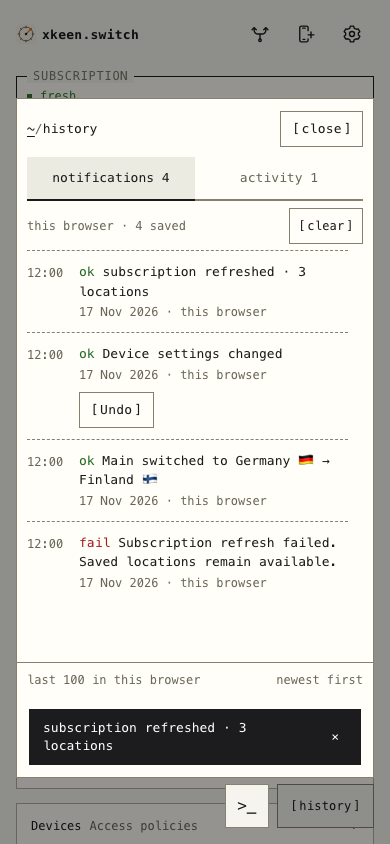 xkeen.switch
SUBSCRIPTION
fresh
~/history
[close]
notifications 4
activity 1
this browser · 4 saved
[clear]
12:00
ok subscription refreshed · 3
locations
17 Nov 2026 · this browser
12:00
ok Device settings changed
17 Nov 2026 · this browser
[Undo]
12:00
ok Main switched to Germany 🇩🇪 →
Finland 🇫🇮
17 Nov 2026 · this browser
12:00
fail Subscription refresh failed.
Saved locations remain available.
17 Nov 2026 · this browser
last 100 in this browser
newest first
subscription refreshed · 3
locations
×
>_
[history]
Devices Access policies